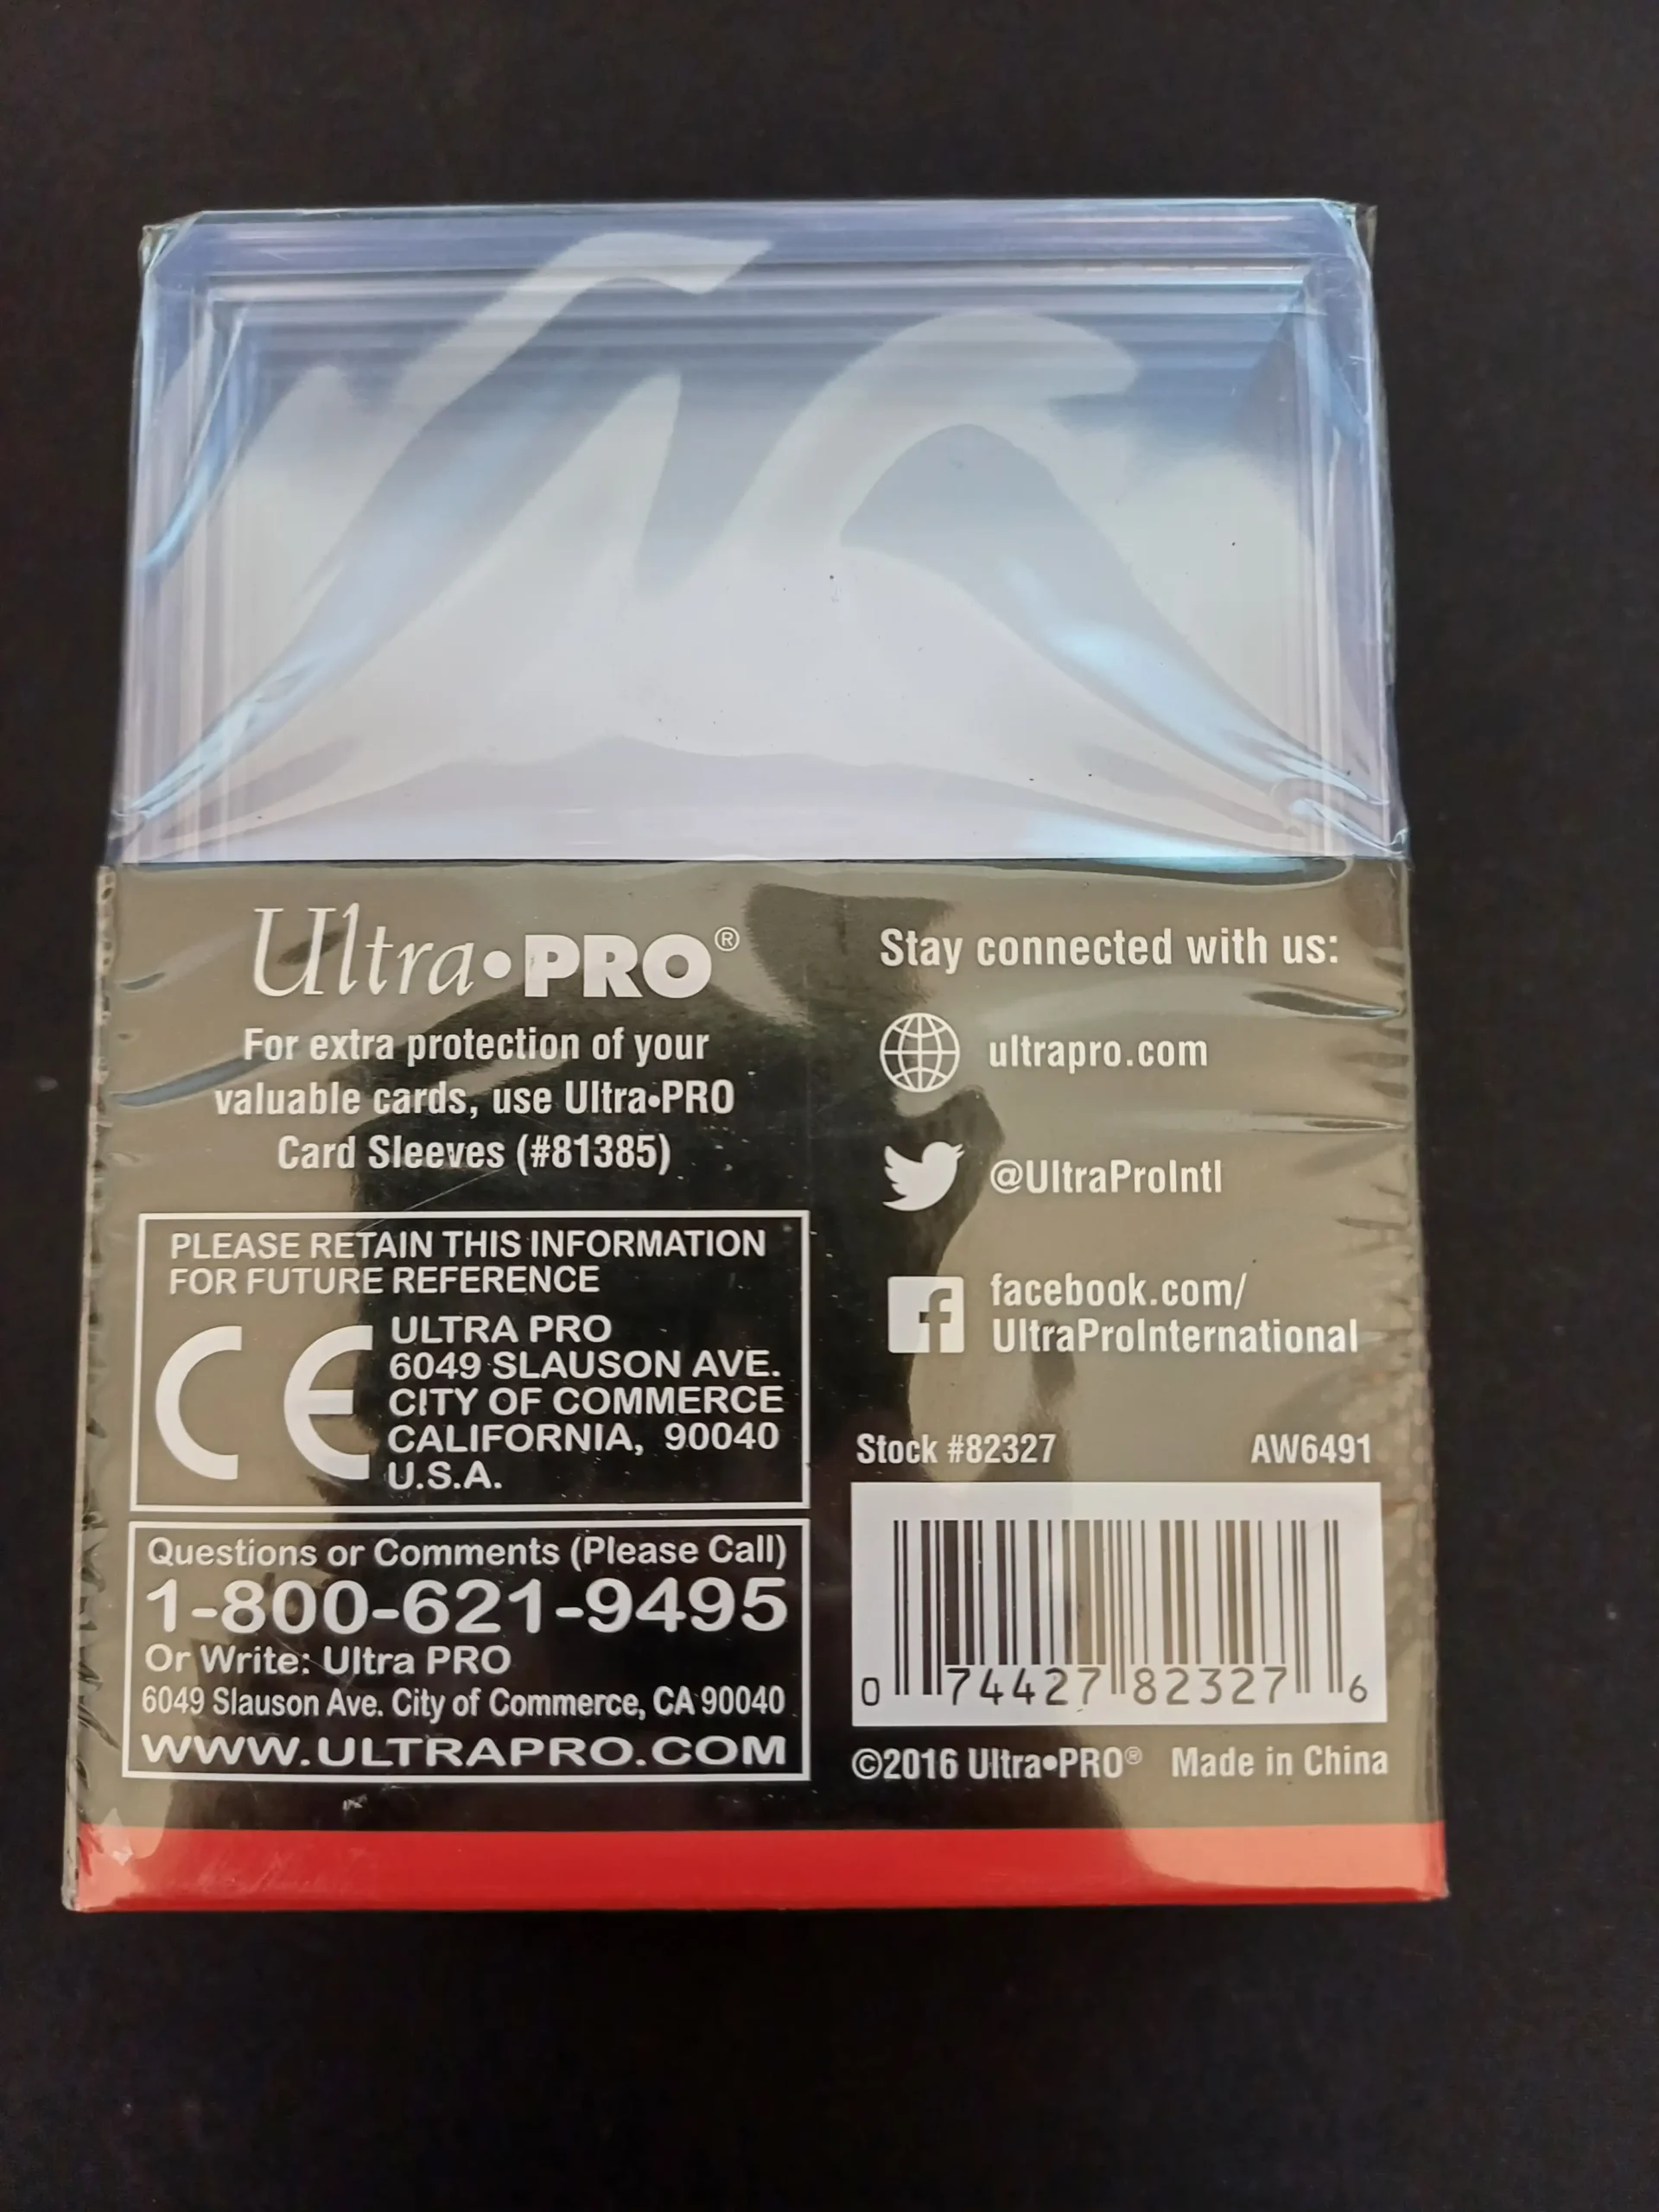 Ultra•PRO®
For extra protection of your
valuable cards, use Ultra•PRO
Card Sleeves (#81385)
PLEASE RETAIN THIS INFORMATION
FOR FUTURE REFERENCE
CE
ULTRA PRO
6049 SLAUSON AVE.
CITY OF COMMERCE
CALIFORNIA, 90040
U.S.A.
Questions or Comments (Please Call)
1-800-621-9495
Or Write: Ultra PRO
6049 Slauson Ave. City of Commerce, CA 90040
WWW.ULTRAPRO.COM
Stay connected with us:
ultrapro.com
@UltraProIntl
facebook.com/
UltraProInternational
Stock #82327 AW6491
0 74427 82327 6
©2016 Ultra•PRO® Made in China